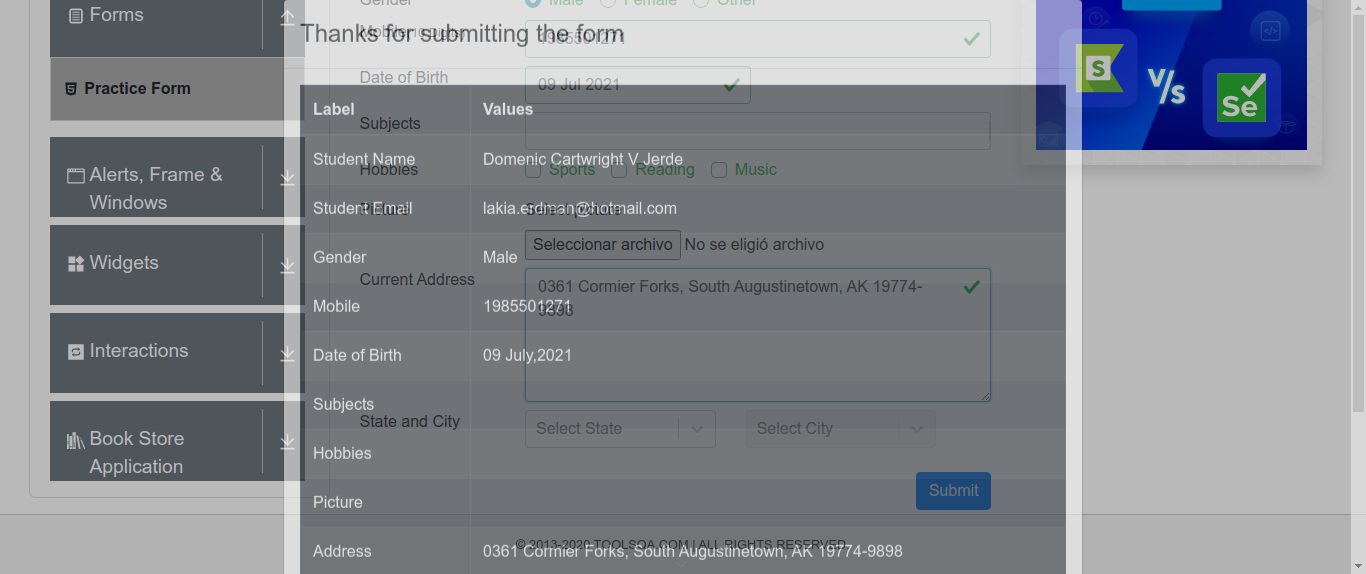 Forms
Practice Form
Alerts, Frame &
Windows
Widgets
Interactions
Book Store
Application
Thanks for submitting the form
Label Values
Student Name Domenic Cartwright V Jerde
Student Email lakia.erdman@hotmail.com
Gender Male
Mobile 1985501271
Date of Birth 09 July,2021
Subjects
Hobbies
Picture
Address 0361 Cormier Forks, South Augustinetown, AK 19774-9898
Gender Male Female Other
1985501271
Date of Birth 09 Jul 2021
Subjects
Hobbies Sports Reading Music
Seleccionar archivo No se eligió archivo
Current Address 0361 Cormier Forks, South Augustinetown, AK 19774-
9898
State and City Select State Select City
Submit
© 2013-2020 TOOLSQA.COM | ALL RIGHTS RESERVED.
S V/s Se